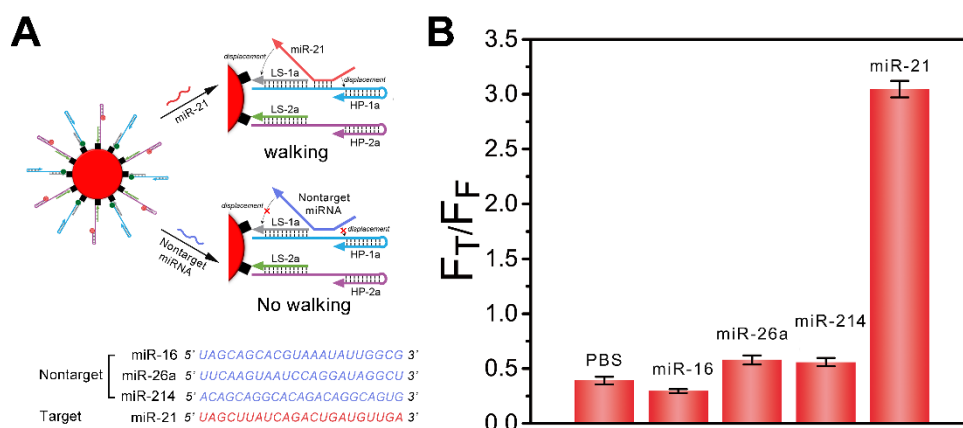 A
displacement
miR-21
LS-1a
displacement
HP-1a
LS-2a
HP-2a
miR-21
walking
Nontarget
miRNA
displacement
LS-1a
displacement
HP-1a
LS-2a
HP-2a
Nontarget
miRNA
No walking
miR-16 5' UAGCAGCACGUAAAUAUUGGCG 3'
Nontarget miR-26a 5' UUCAAGUAAUCCAGGAUAGGCU 3'
miR-214 5' ACAGCAGGCACAGACAGGCAGUG 3'
Target miR-21 5' UAGCUUAUCAGACUGAUGUUGA 3'
B
FT/FF
3.5
3.0
2.5
2.0
1.5
1.0
0.5
0.0
PBS
miR-16
miR-26a
miR-214
miR-21